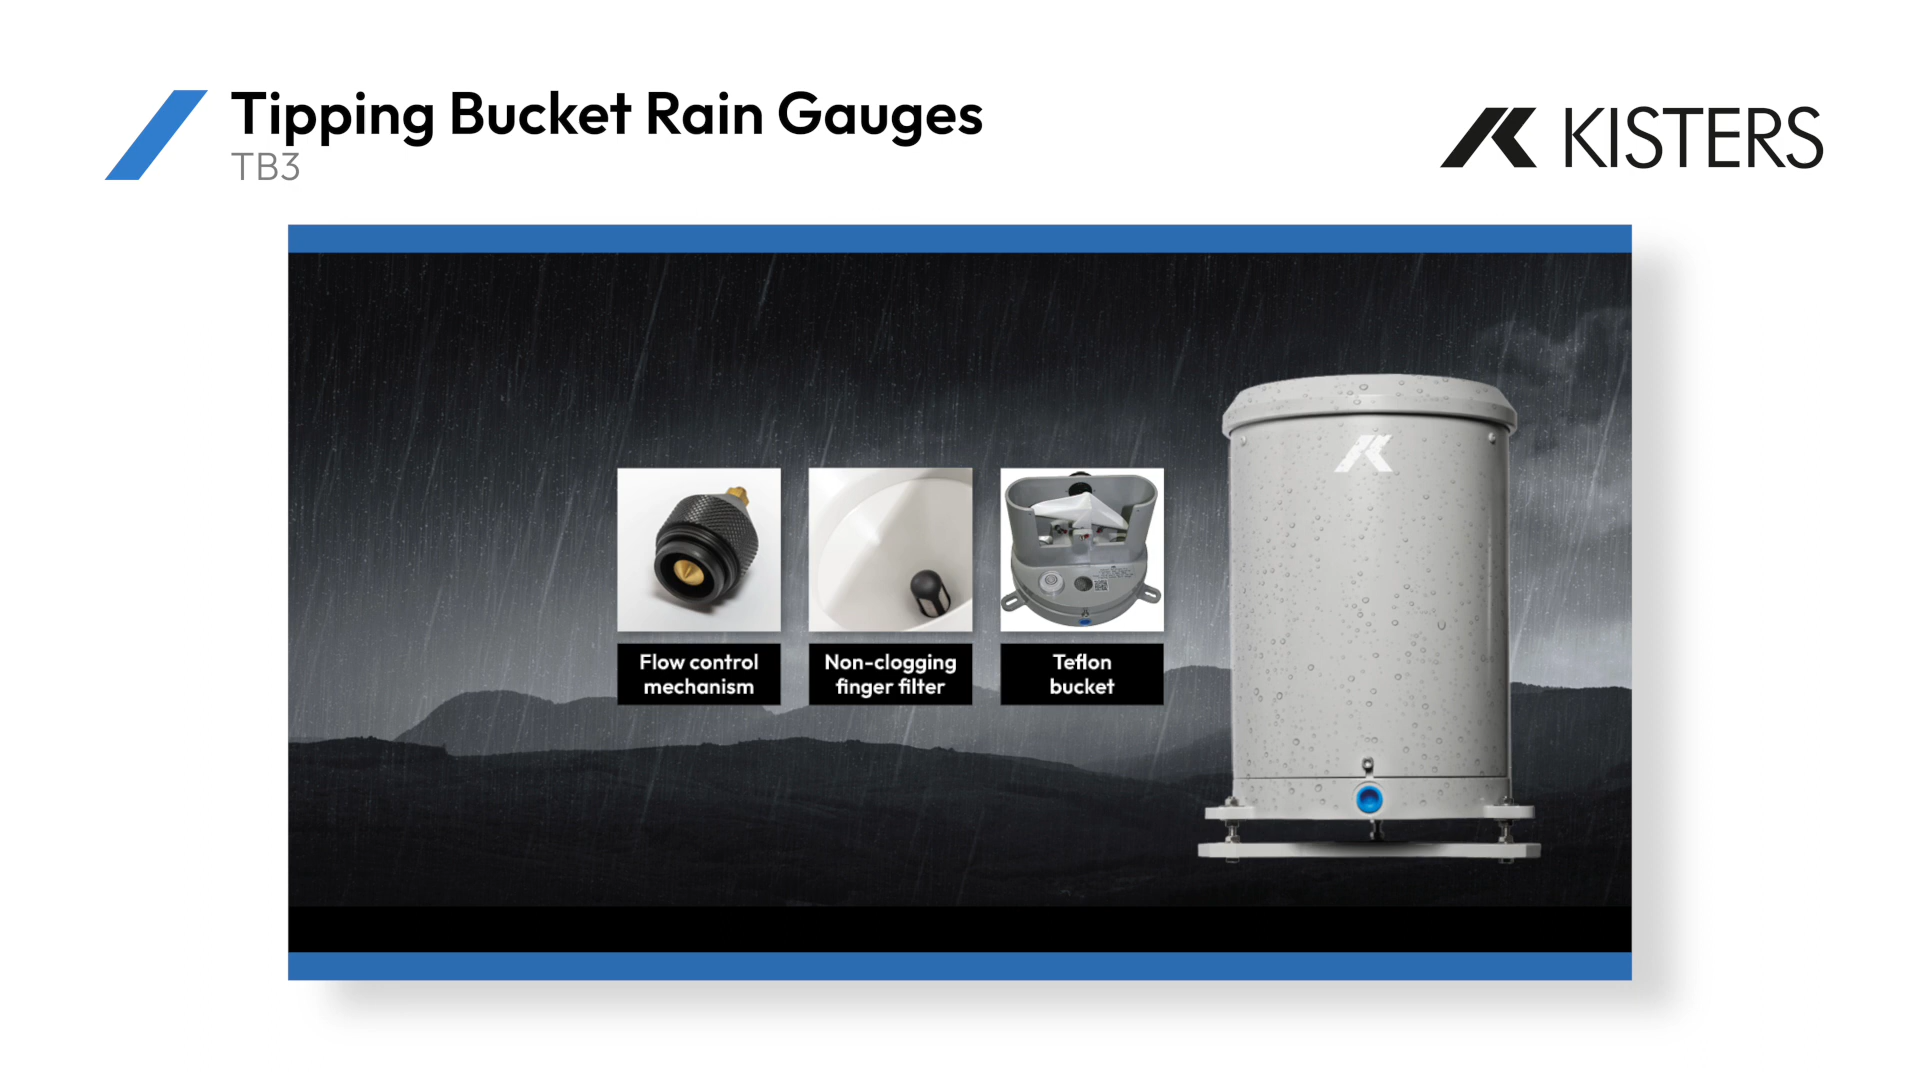 Tipping Bucket Rain Gauges
TB3
KISTERS
Flow control
mechanism
Non-clogging
finger filter
Teflon
bucket